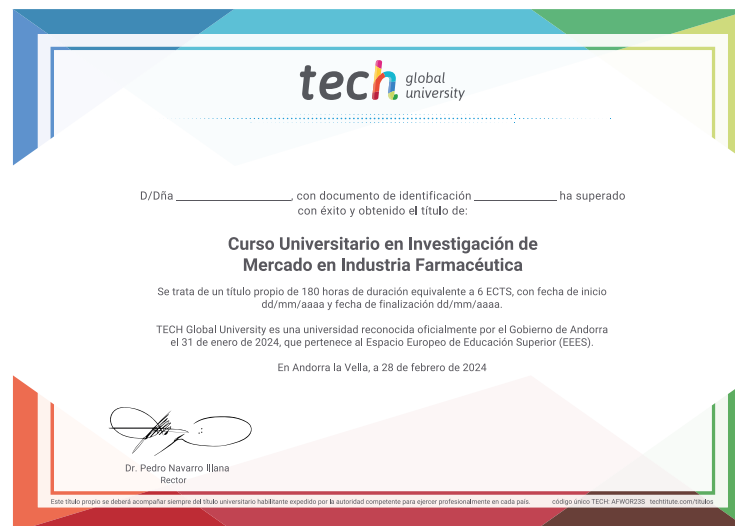 tech global university
D/Dña ____________________, con documento de identificación ______________ ha superado
con éxito y obtenido el título de:
Curso Universitario en Investigación de
Mercado en Industria Farmacéutica
Se trata de un título propio de 180 horas de duración equivalente a 6 ECTS, con fecha de inicio
dd/mm/aaaa y fecha de finalización dd/mm/aaaa.
TECH Global University es una universidad reconocida oficialmente por el Gobierno de Andorra
el 31 de enero de 2024, que pertenece al Espacio Europeo de Educación Superior (EEES).
En Andorra la Vella, a 28 de febrero de 2024
Dr. Pedro Navarro Illana
Rector
Este título propio se deberá acompañar siempre del título universitario habilitante expedido por la autoridad competente para ejercer profesionalmente en cada país. código único TECH: AFWOR23S techtitute.com/titulos